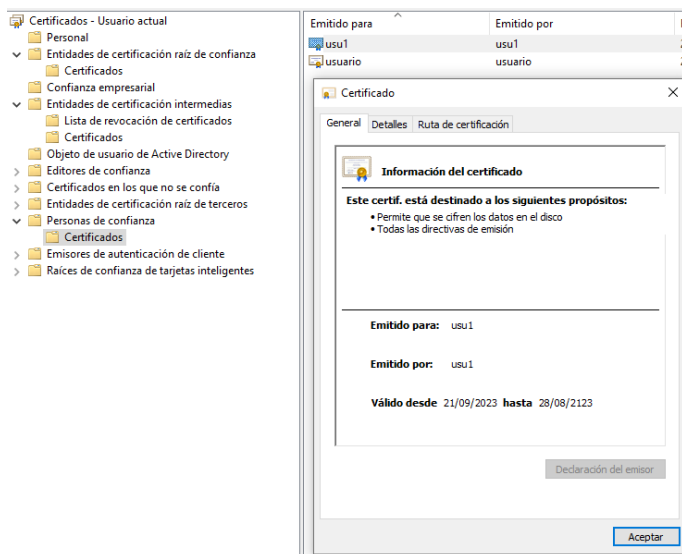 Certificados - Usuario actual
Personal
Entidades de certificación raíz de confianza
Certificados
Confianza empresarial
Entidades de certificación intermedias
Lista de revocación de certificados
Certificados
Objeto de usuario de Active Directory
Editores de confianza
Certificados en los que no se confía
Entidades de certificación raíz de terceros
Personas de confianza
Certificados
Emisores de autenticación de cliente
Raíces de confianza de tarjetas inteligentes
Emitido para Emitido por
usu1 usu1
usuario usuario
Certificado
General Detalles Ruta de certificación
Información del certificado
Este certif. está destinado a los siguientes propósitos:
• Permite que se cifren los datos en el disco
• Todas las directivas de emisión
Emitido para: usu1
Emitido por: usu1
Válido desde 21/09/2023 hasta 28/08/2123
Declaración del emisor
Aceptar